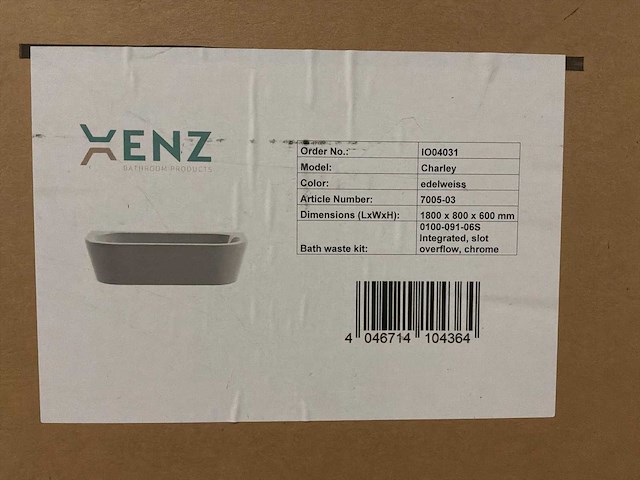 XENZ
BATHROOM PRODUCTS
Order No.: IO04031
Model: Charley
Color: edelweiss
Article Number: 7005-03
Dimensions (LxWxH): 1800 x 800 x 600 mm
0100-091-06S
Integrated, slot
Bath waste kit: overflow, chrome
4 046714 104364